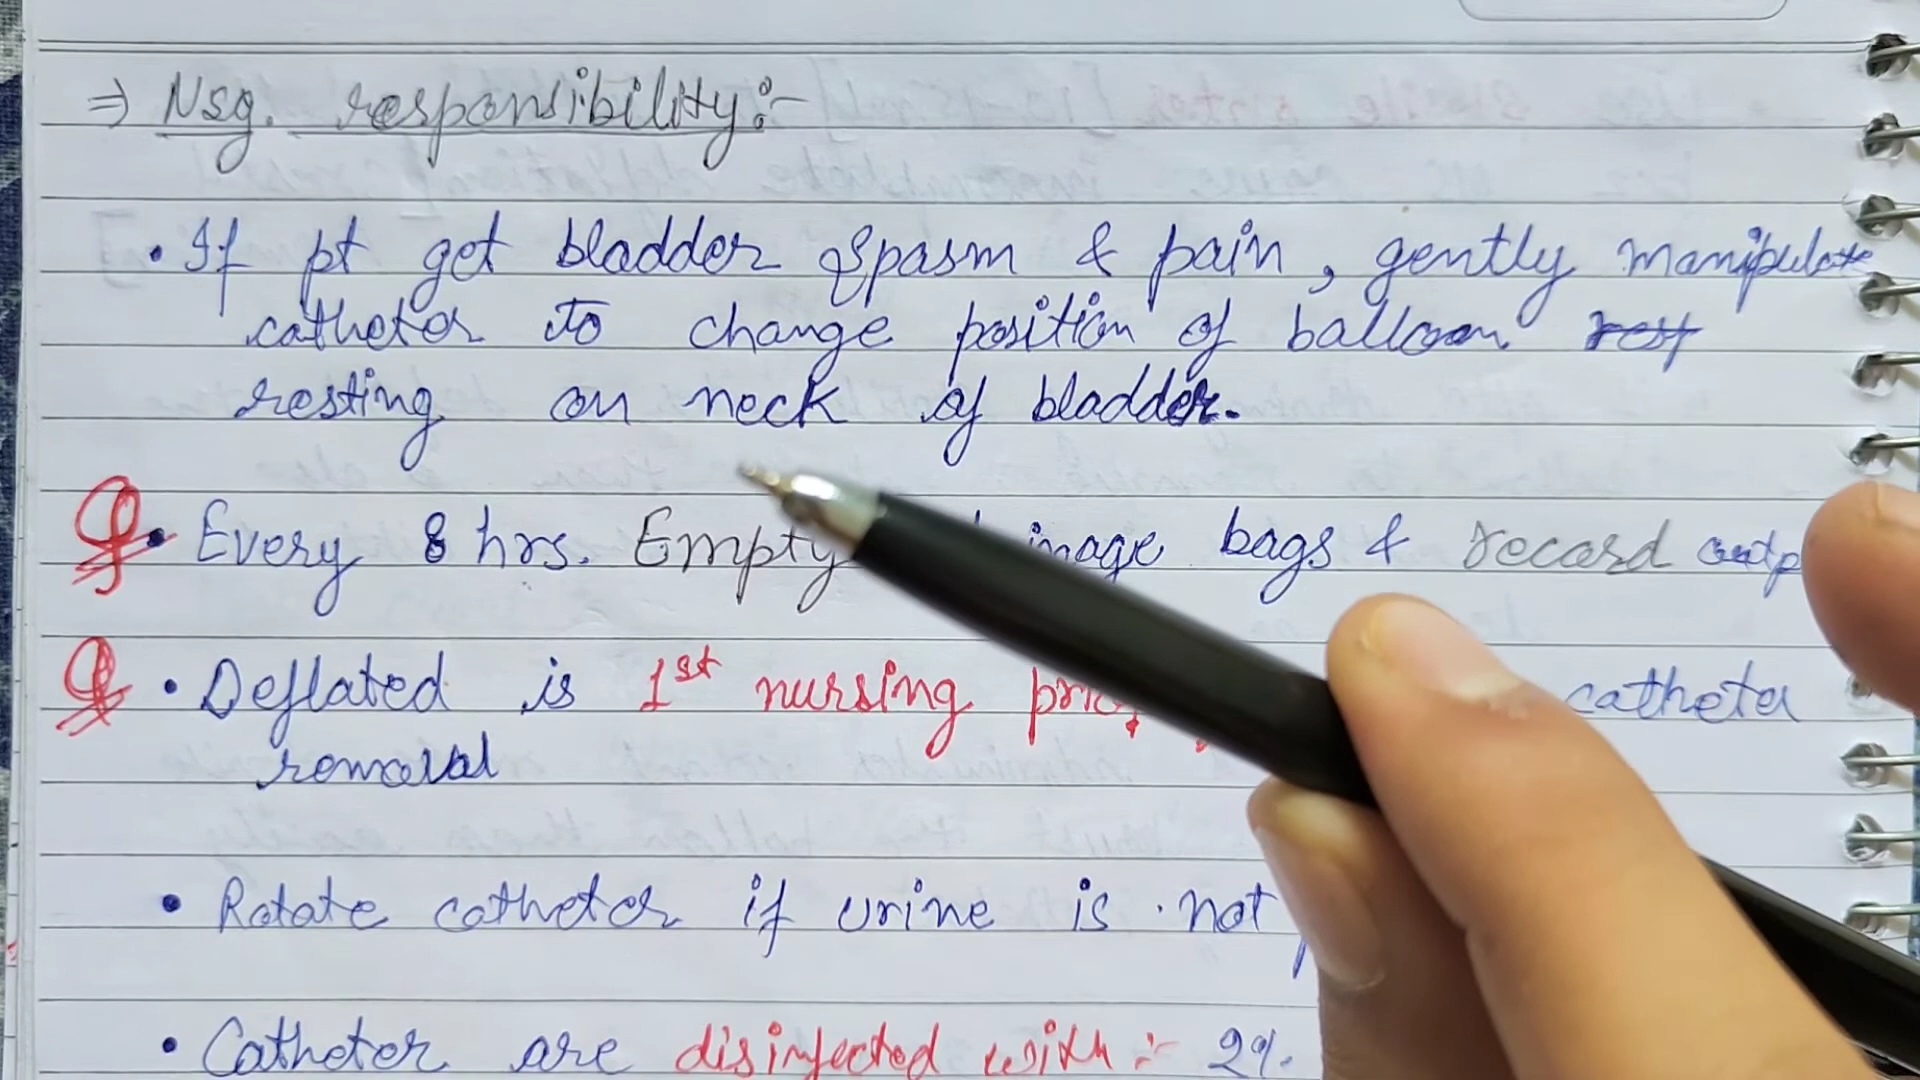 ⇒ Nsg. responsibility:-
• If pt get bladder spasm & pain, gently manipulate
catheter to change position of balloon rest
resting on neck of bladder.
Q • Every 8 hrs. Empty bags & record
Q • Deflated is 1st nursing catheter
removal
• Rotate catheter if urine is not
• Catheter are disinfected with :- 2%